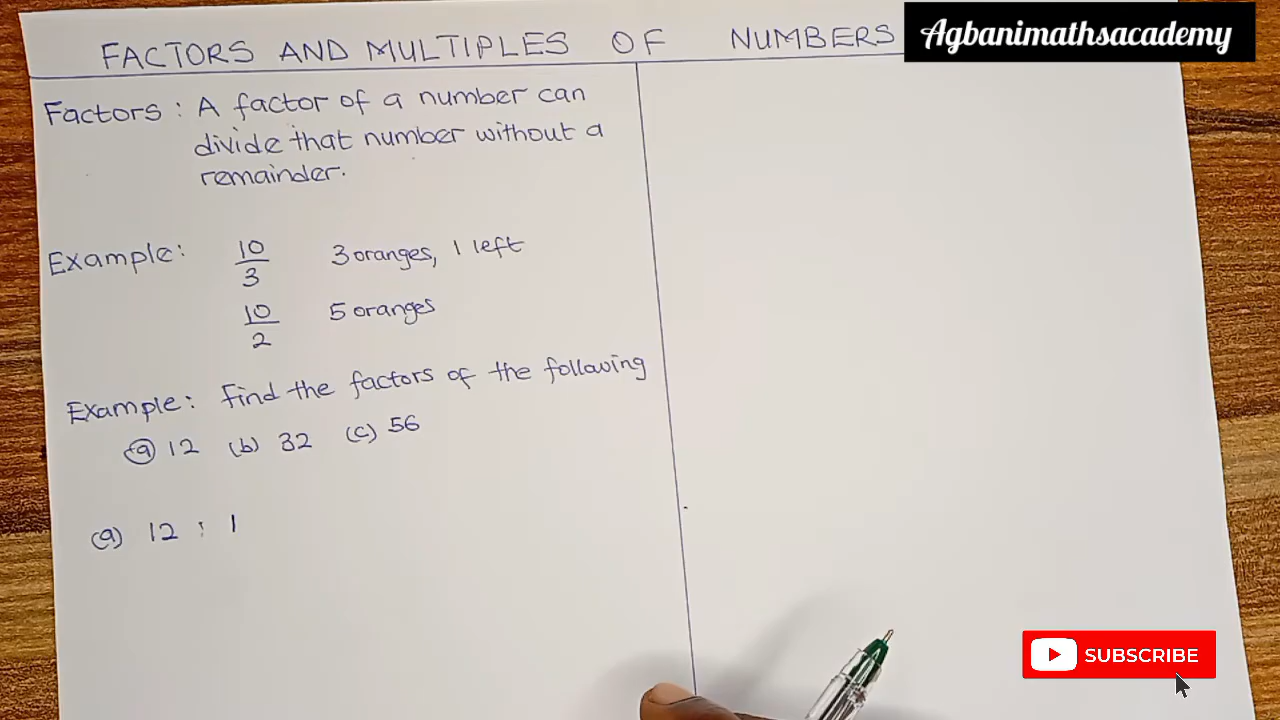 FACTORS AND MULTIPLES OF NUMBERS
Agbanimathsacademy
Factors : A factor of a number can
divide that number without a
remainder.
Example: 10/3 3 oranges, 1 left
10/2 5 oranges
Example: Find the factors of the following
(a) 12 (b) 32 (c) 56
(a) 12 : 1
SUBSCRIBE